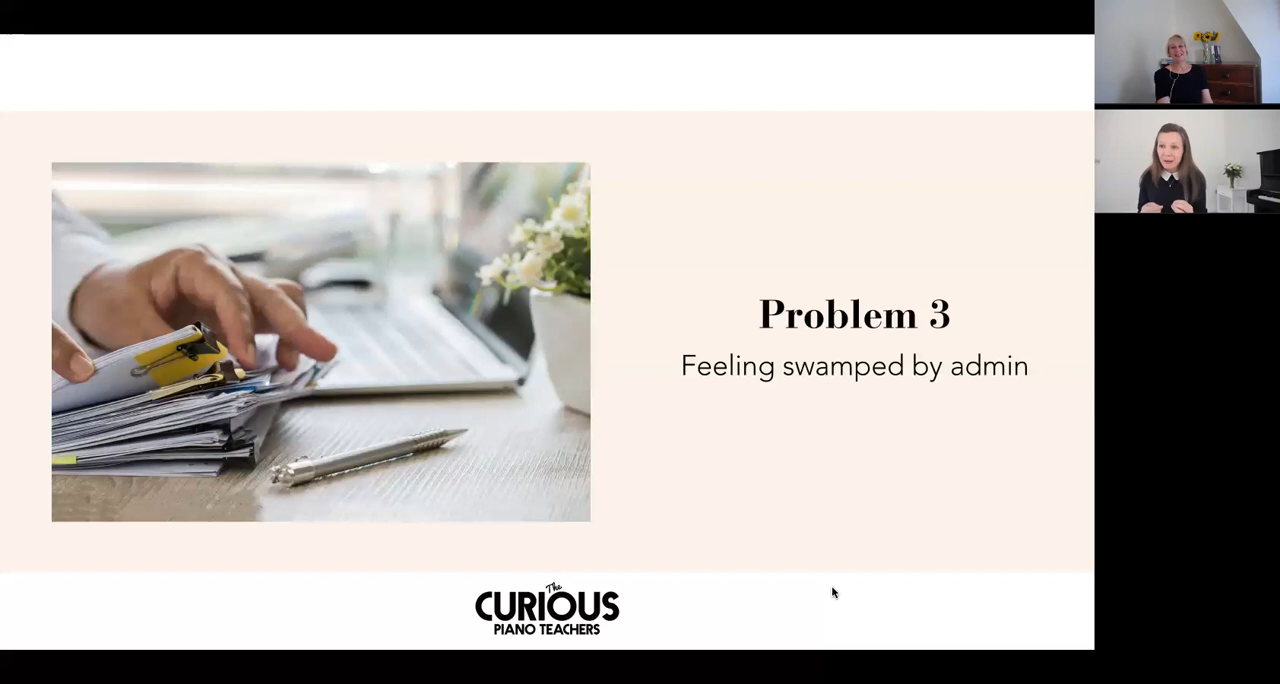 Problem 3
Feeling swamped by admin
The
CURIOUS
PIANO TEACHERS